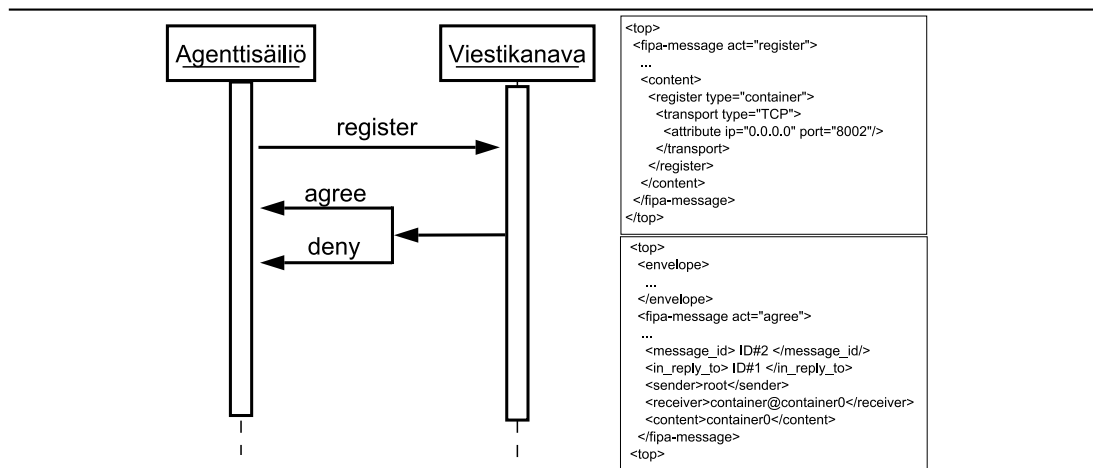 Agenttisäiliö
Viestikanava
register
agree
deny
<top>
<fipa-message act="register">
...
<content>
<register type="container">
<transport type="TCP">
<attribute ip="0.0.0.0" port="8002"/>
</transport>
</register>
</content>
</fipa-message>
</top>
<top>
<envelope>
...
</envelope>
<fipa-message act="agree">
...
<message_id> ID#2 </message_id/>
<in_reply_to> ID#1 </in_reply_to>
<sender>root</sender>
<receiver>container@container0</receiver>
<content>container0</content>
</fipa-message>
<top>